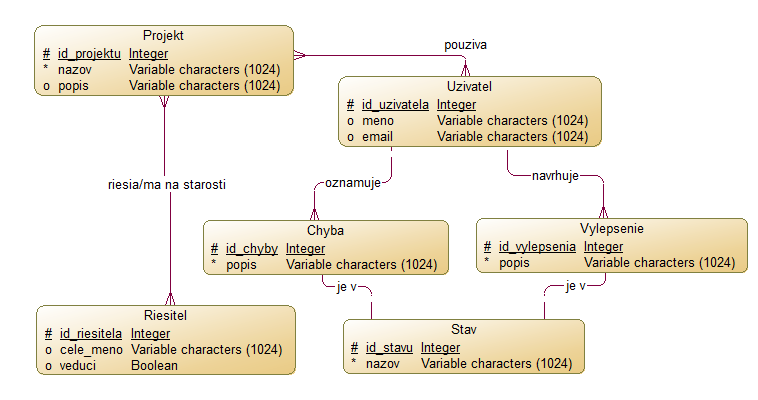 Projekt
# id_projektu Integer
* nazov Variable characters (1024)
o popis Variable characters (1024)
pouziva
Uzivatel
# id_uzivatela Integer
o meno Variable characters (1024)
o email Variable characters (1024)
riesia/ma na starosti
oznamuje
navrhuje
Chyba
# id_chyby Integer
* popis Variable characters (1024)
Vylepsenie
# id_vylepsenia Integer
* popis Variable characters (1024)
je v
je v
Riesitel
# id_riesitela Integer
o cele_meno Variable characters (1024)
o veduci Boolean
Stav
# id_stavu Integer
* nazov Variable characters (1024)